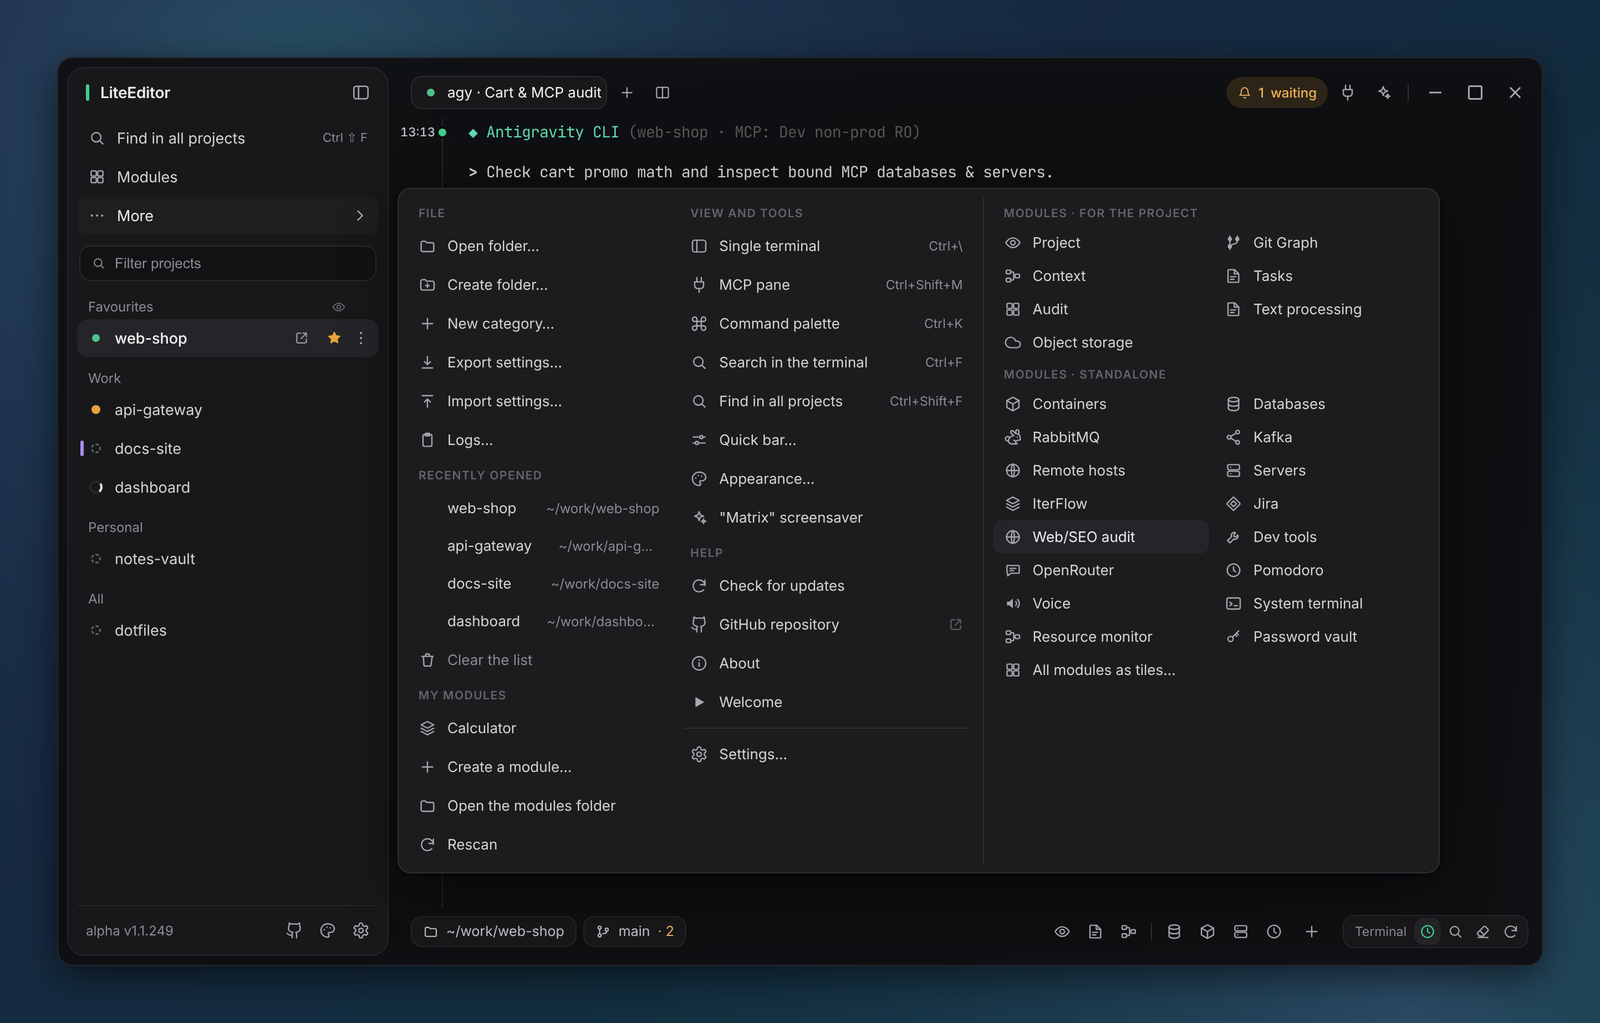 LiteEditor
Find in all projects Ctrl ⇧ F
Modules
More
Filter projects
Favourites
web-shop
Work
api-gateway
docs-site
dashboard
Personal
notes-vault
All
dotfiles
alpha v1.1.249
agy · Cart & MCP audit
1 waiting
13:13
◆ Antigravity CLI (web-shop · MCP: Dev non-prod RO)
> Check cart promo math and inspect bound MCP databases & servers.
FILE
Open folder...
Create folder...
New category...
Export settings...
Import settings...
Logs...
RECENTLY OPENED
web-shop ~/work/web-shop
api-gateway ~/work/api-g...
docs-site ~/work/docs-site
dashboard ~/work/dashbo...
Clear the list
MY MODULES
Calculator
Create a module...
Open the modules folder
Rescan
VIEW AND TOOLS
Single terminal Ctrl+\
MCP pane Ctrl+Shift+M
Command palette Ctrl+K
Search in the terminal Ctrl+F
Find in all projects Ctrl+Shift+F
Quick bar...
Appearance...
"Matrix" screensaver
HELP
Check for updates
GitHub repository
About
Welcome
Settings...
MODULES · FOR THE PROJECT
Project Git Graph
Context Tasks
Audit Text processing
Object storage
MODULES · STANDALONE
Containers Databases
RabbitMQ Kafka
Remote hosts Servers
IterFlow Jira
Web/SEO audit Dev tools
OpenRouter Pomodoro
Voice System terminal
Resource monitor Password vault
All modules as tiles...
~/work/web-shop
main · 2
Terminal